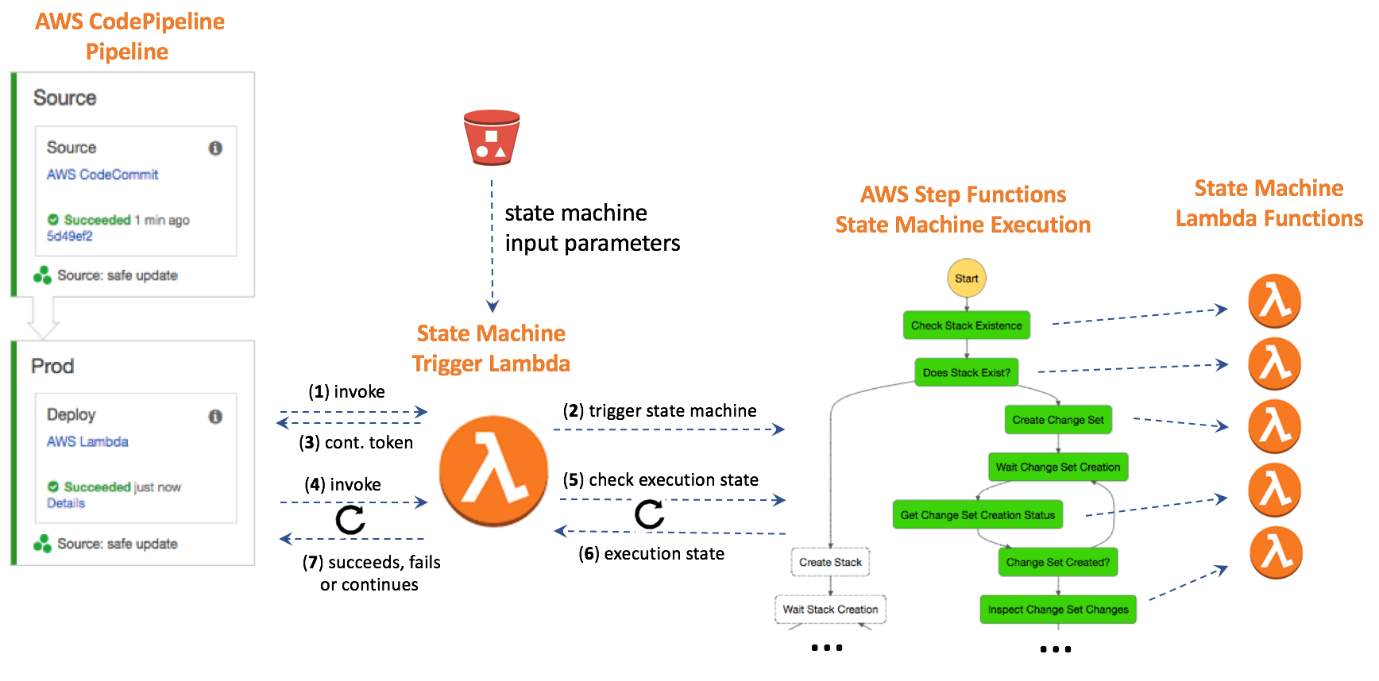 AWS CodePipeline
Pipeline
Source
Source
AWS CodeCommit
Succeeded 1 min ago
5d49ef2
Source: safe update
Prod
Deploy
AWS Lambda
Succeeded just now
Details
Source: safe update
state machine
input parameters
State Machine
Trigger Lambda
(1) invoke
(3) cont. token
(4) invoke
(7) succeeds, fails
or continues
(2) trigger state machine
(5) check execution state
(6) execution state
AWS Step Functions
State Machine Execution
Start
Check Stack Existence
Does Stack Exist?
Create Change Set
Wait Change Set Creation
Get Change Set Creation Status
Change Set Created?
Inspect Change Set Changes
Create Stack
Wait Stack Creation
...
...
State Machine
Lambda Functions